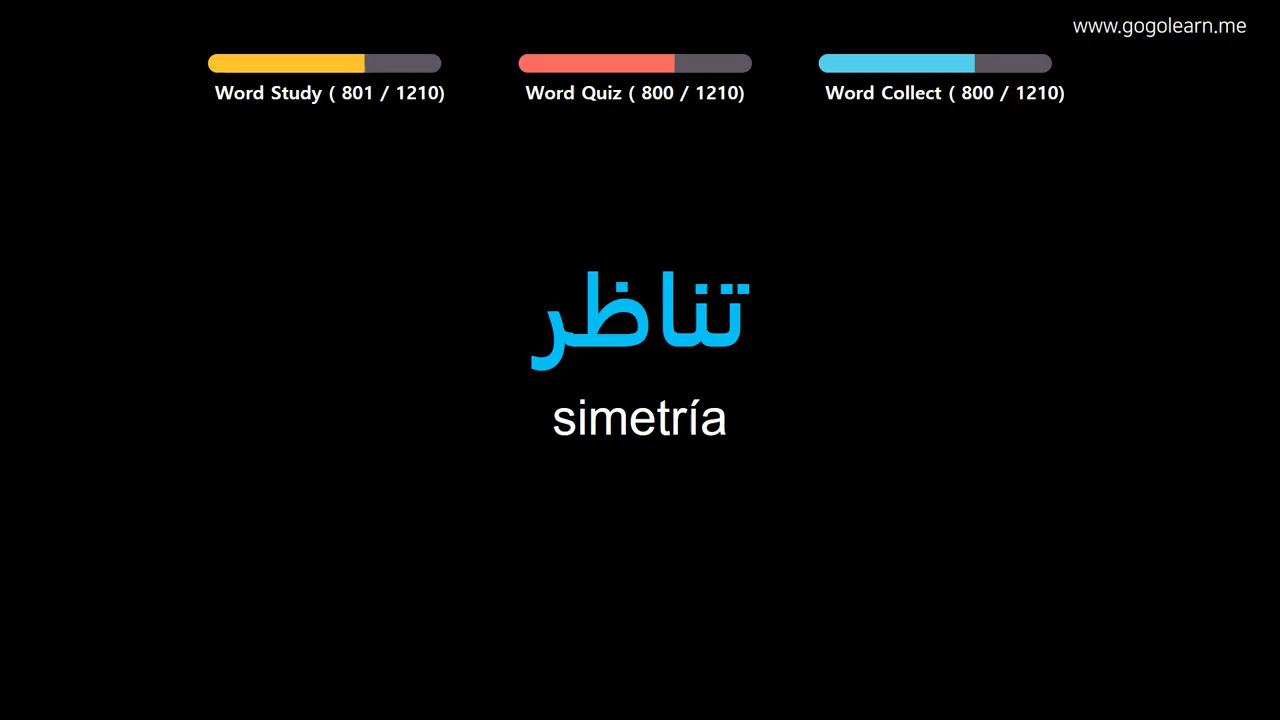 www.gogolearn.me
Word Study ( 801 / 1210)
Word Quiz ( 800 / 1210)
Word Collect ( 800 / 1210)
تناظر
simetría